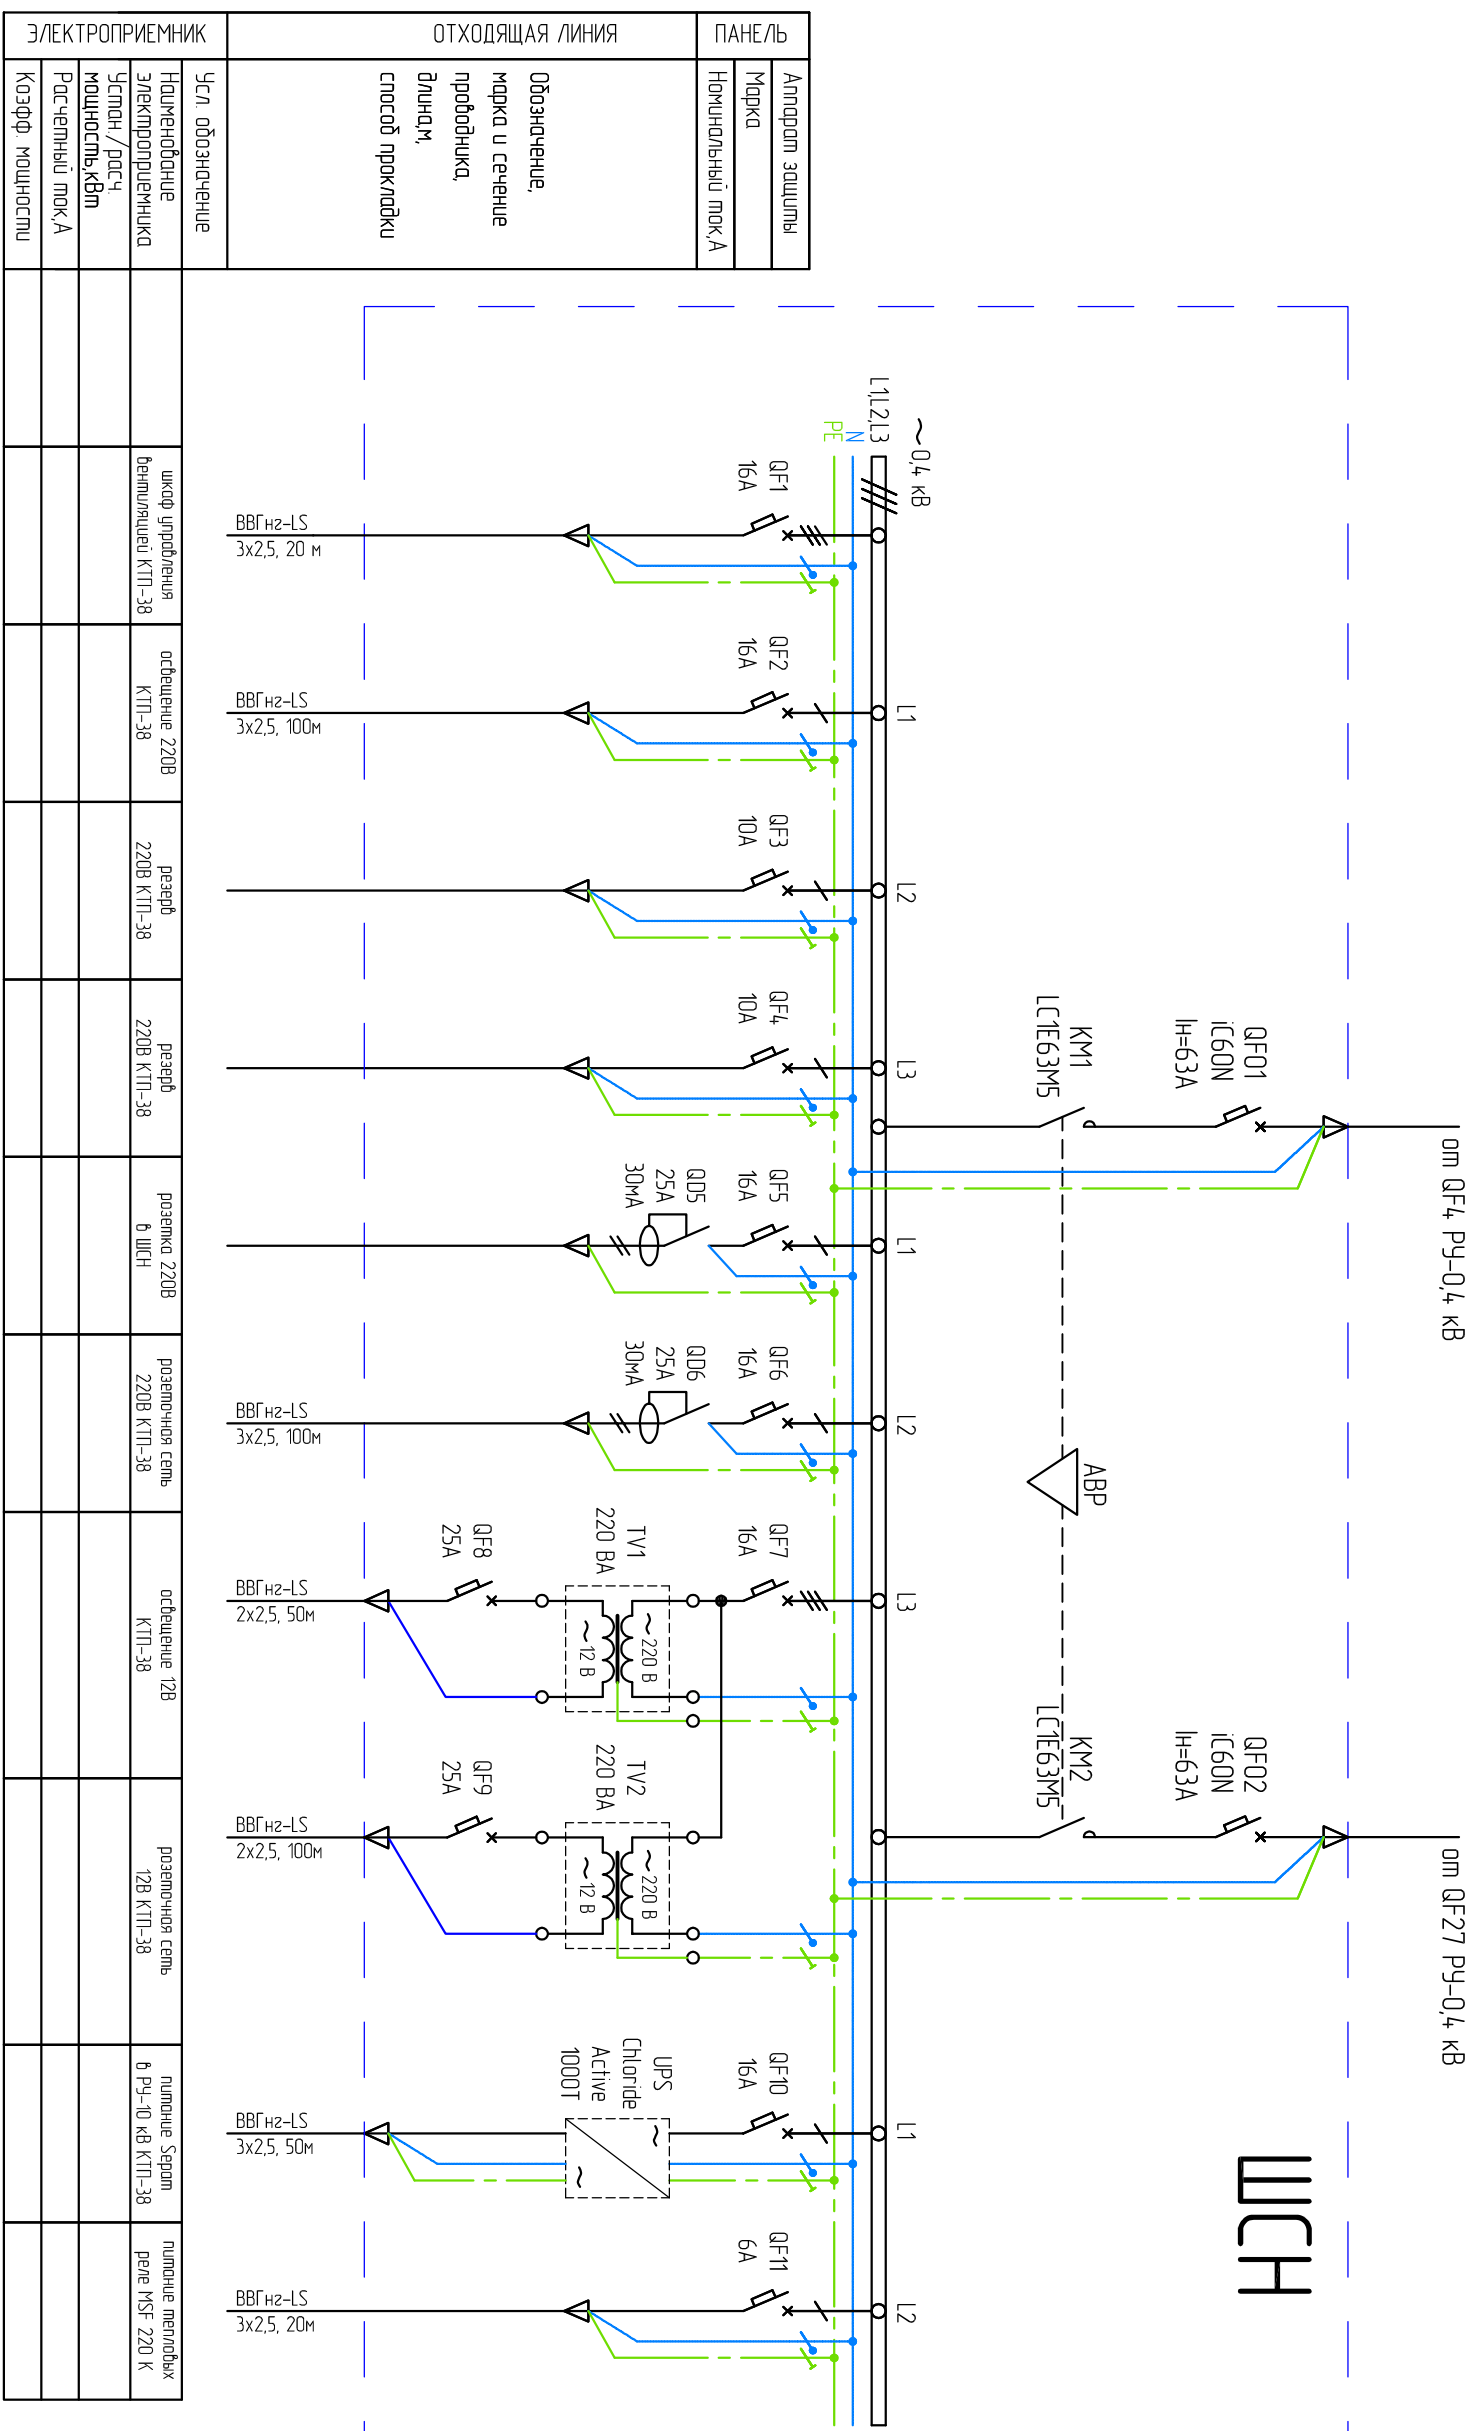 от QF4 РУ-0,4 кВ
от QF27 РУ-0,4 кВ
QF01
iC60N
Iн=63А
QF02
iC60N
Iн=63А
ШСН
KM1
LC1E63M5
АВР
KM2
LC1E63M5
~0,4 кВ
L1,L2,L3
N
PE
L1
L2
L3
L1
L2
L3
L1
L2
ПАНЕЛЬ
Аппарат защиты
Марка
Номинальный ток,А
QF1
16А
QF2
16А
QF3
10А
QF4
10А
QF5
16А
QF6
16А
QF7
16А
QF10
16А
QF11
6А
QD5
25А
30мА
QD6
25А
30мА
TV1
220 ВА
~220 В
~12 В
TV2
220 ВА
~220 В
~12 В
UPS
Chloride
Active
1000T
~
~
QF8
25А
QF9
25А
ОТХОДЯЩАЯ ЛИНИЯ
Обозначение,
марка и сечение
проводника,
длина,м,
способ прокладки
ВВГнг-LS
3х2,5, 20 м
ВВГнг-LS
3х2,5, 100м
ВВГнг-LS
3х2,5, 100м
ВВГнг-LS
2х2,5, 50м
ВВГнг-LS
2х2,5, 100м
ВВГнг-LS
3х2,5, 50м
ВВГнг-LS
3х2,5, 20м
ЭЛЕКТРОПРИЕМНИК
Усл. обозначение
Наименование
электроприемника
Устан./расч.
мощность,кВт
Расчетный ток,А
Коэфф. мощности
шкаф управления
вентиляцией КТП-38
освещение 220В
КТП-38
резерв
220В КТП-38
резерв
220В КТП-38
розетка 220В
в ШСН
розеточная сеть
220В КТП-38
освещение 12В
КТП-38
розеточная сеть
12В КТП-38
питание Sepam
в РУ-10 кВ КТП-38
питание тепловых
реле MSF 220 К